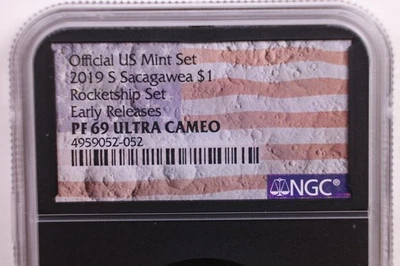 Official US Mint Set
2019 S Sacagawea $1
Rocketship Set
Early Releases
PF 69 ULTRA CAMEO
4959052-052
NGC®